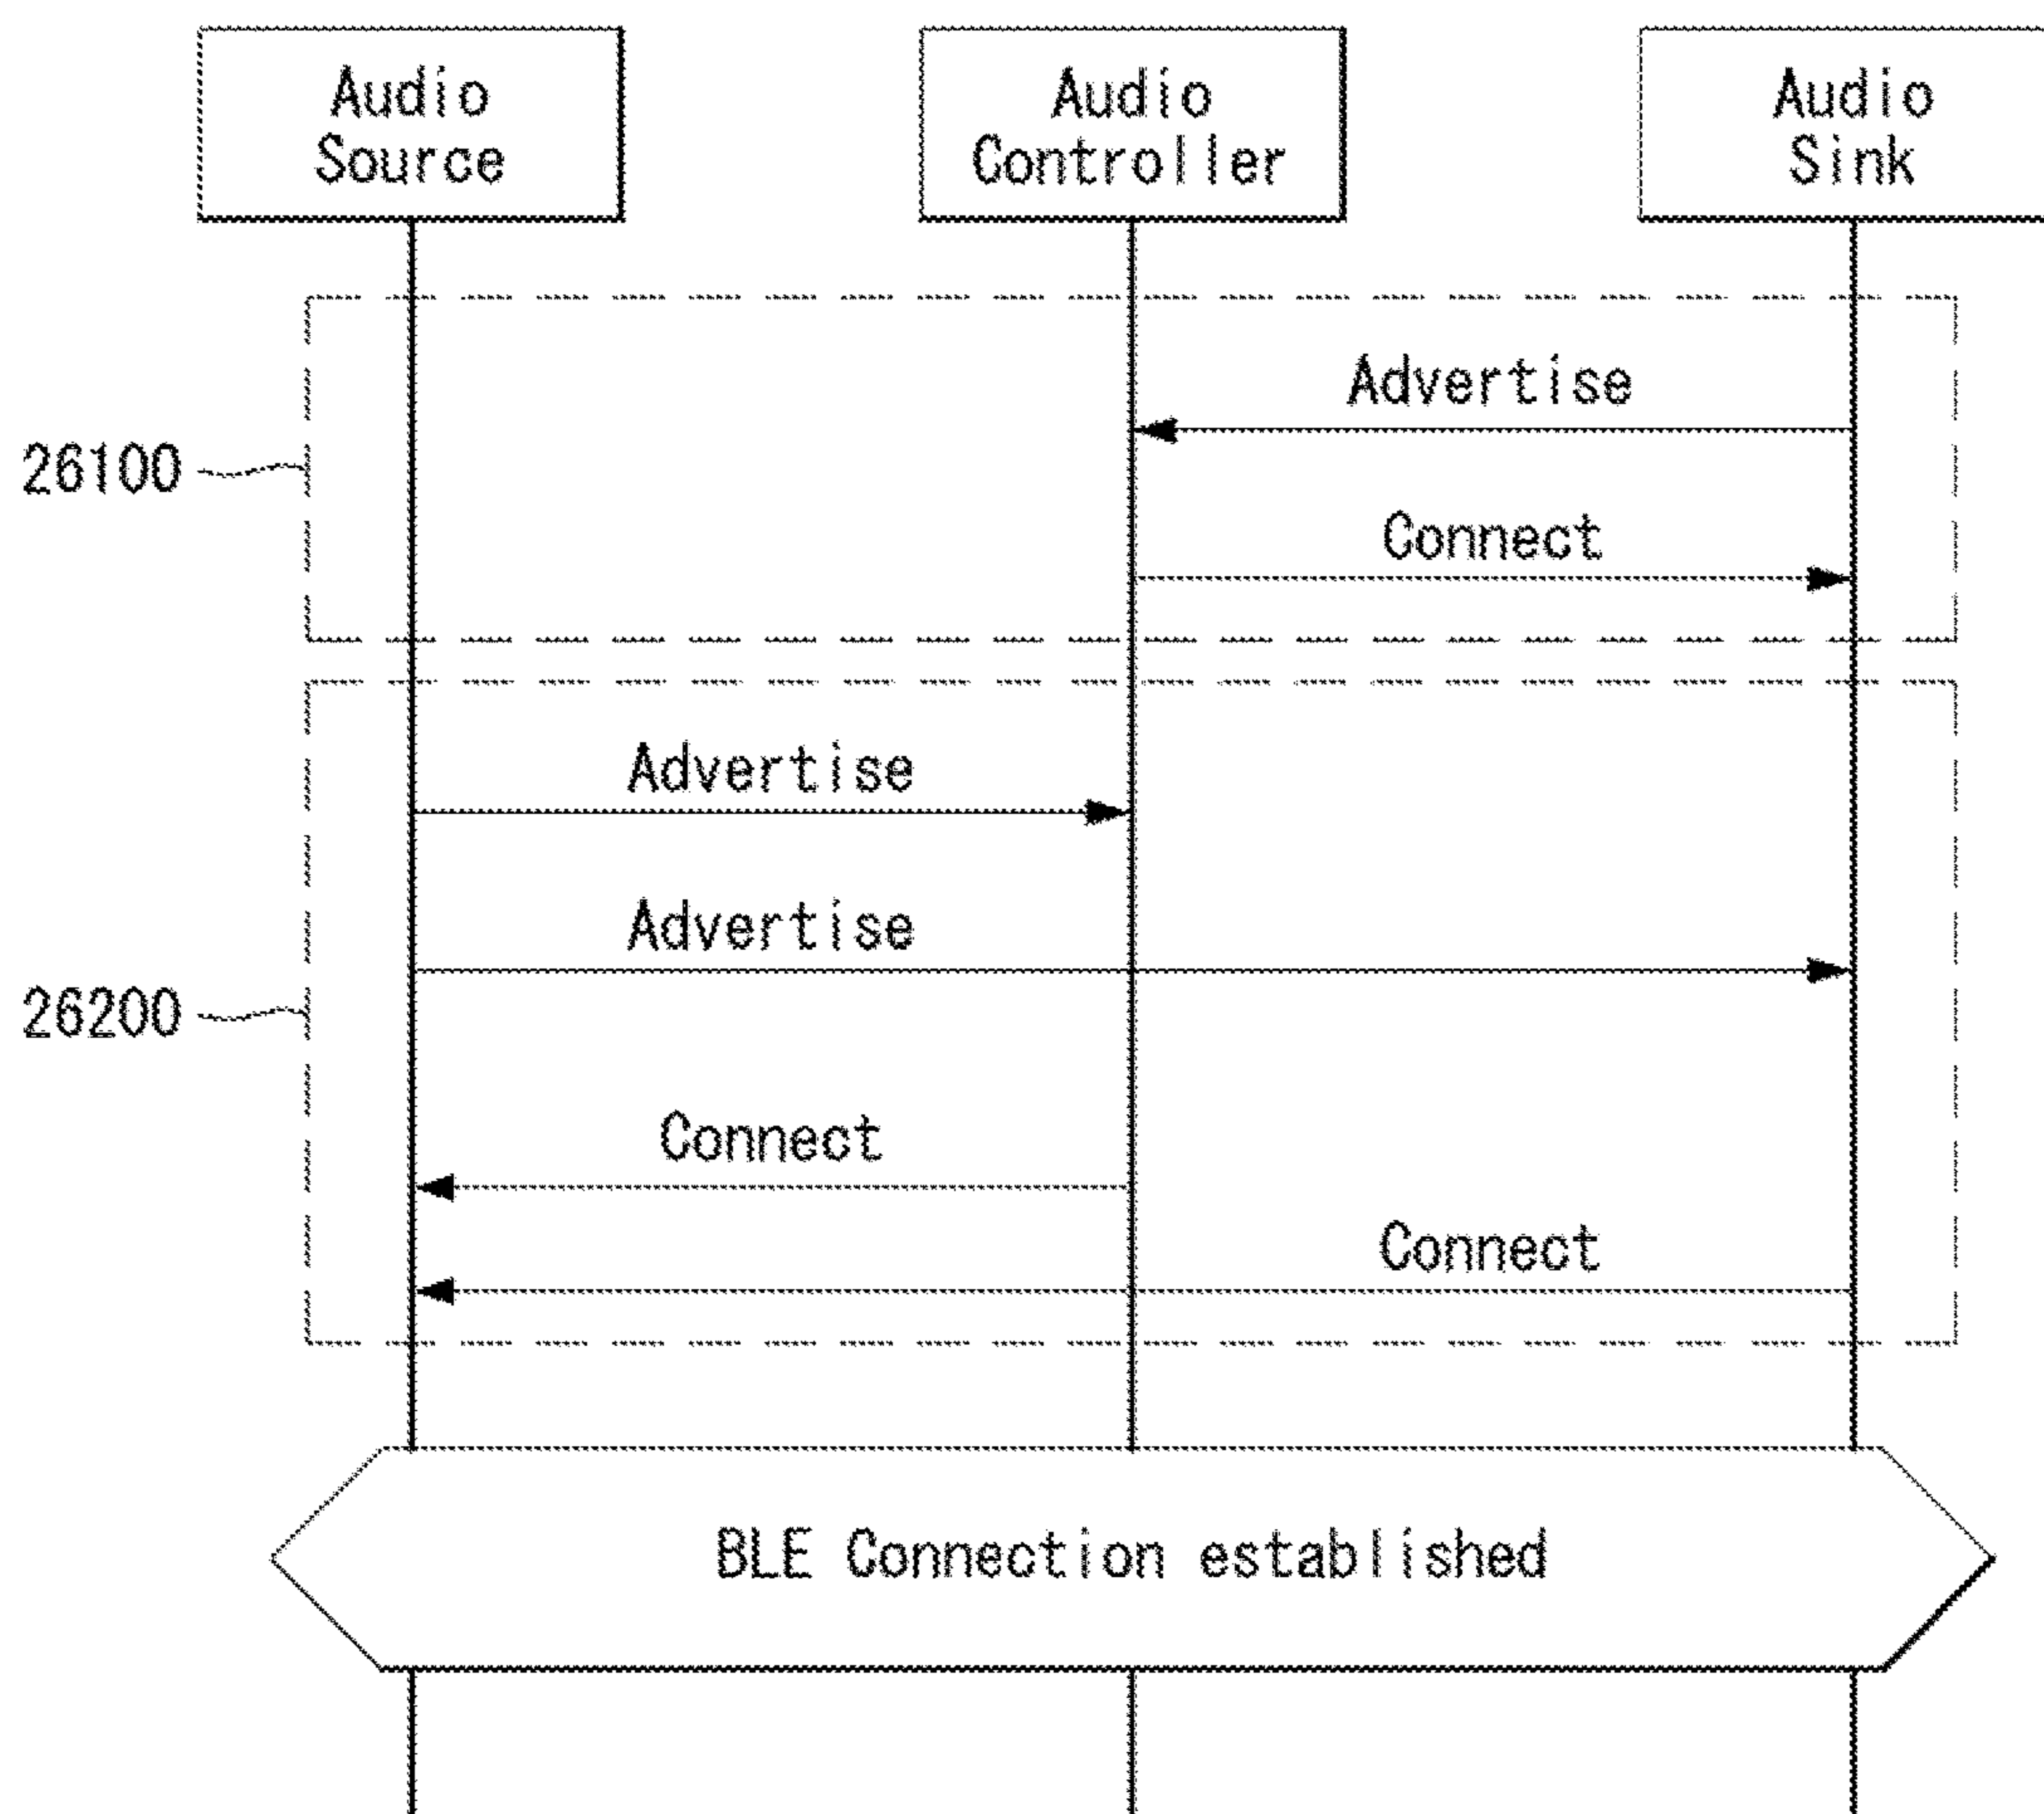 Audio
Source
Audio
Controller
Audio
Sink
Advertise
26100
Connect
Advertise
Advertise
26200
Connect
Connect
BLE Connection established